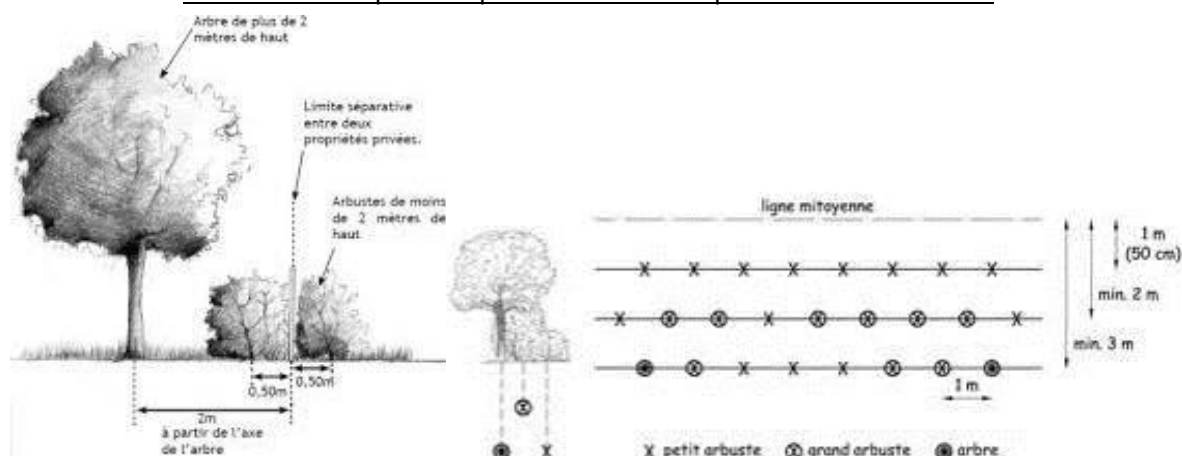 Arbre de plus de 2
mètres de haut
Limite séparative
entre deux
propriétés privées.
Arbustes de moins
de 2 mètres de
haut
0,50m
0,50m
2m
à partir de l'axe
de l'arbre
ligne mitoyenne
1 m
(50 cm)
min. 2 m
min. 3 m
1 m
petit arbuste
grand arbuste
arbre